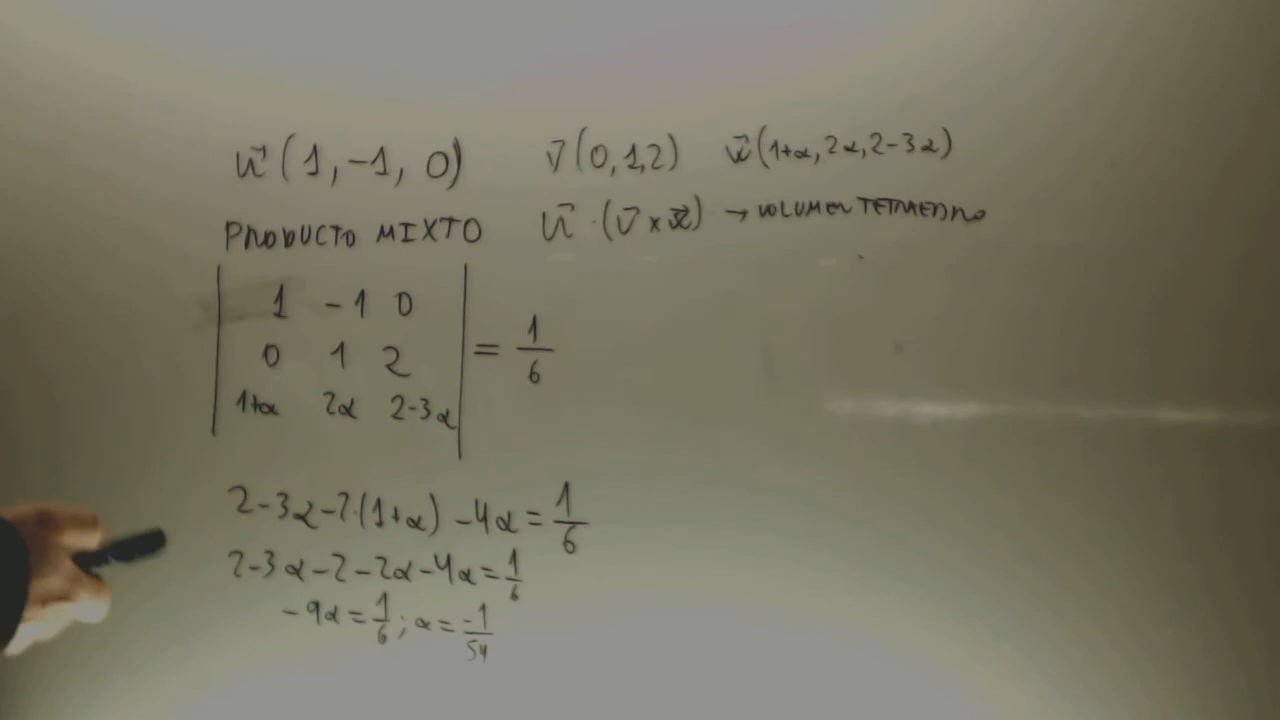 u⃗ (1, -1, 0) v⃗ (0, 1, 2) w⃗ (1+α, 2α, 2-3α)
PRODUCTO MIXTO u⃗ · (v⃗ x w⃗) → VOLUMEN TETRAEDRO
| 1 -1 0 |
| 0 1 2 | = 1/6
| 1+α 2α 2-3α |
2-3α-2·(1+α) -4α = 1/6
2-3α-2-2α-4α = 1/6
-9α = 1/6 ; α = -1/54